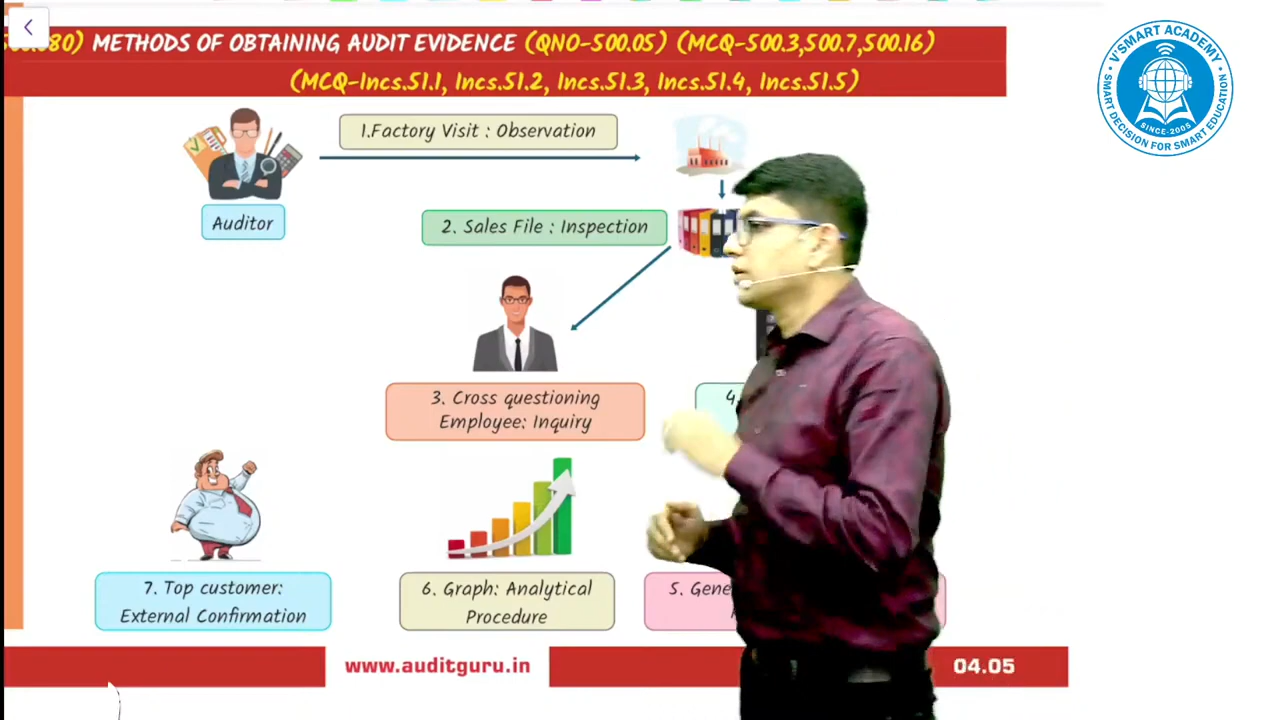 80) METHODS OF OBTAINING AUDIT EVIDENCE (QNO-500.05) (MCQ-500.3,500.7,500.16)
(MCQ-Incs.51.1, Incs.51.2, Incs.51.3, Incs.51.4, Incs.51.5)
V'SMART ACADEMY
SMART DECISION FOR SMART EDUCATION
SINCE-2005
1.Factory Visit : Observation
Auditor
2. Sales File : Inspection
3. Cross questioning
Employee: Inquiry
4.
7. Top customer:
External Confirmation
6. Graph: Analytical
Procedure
5.
www.auditguru.in
04.05